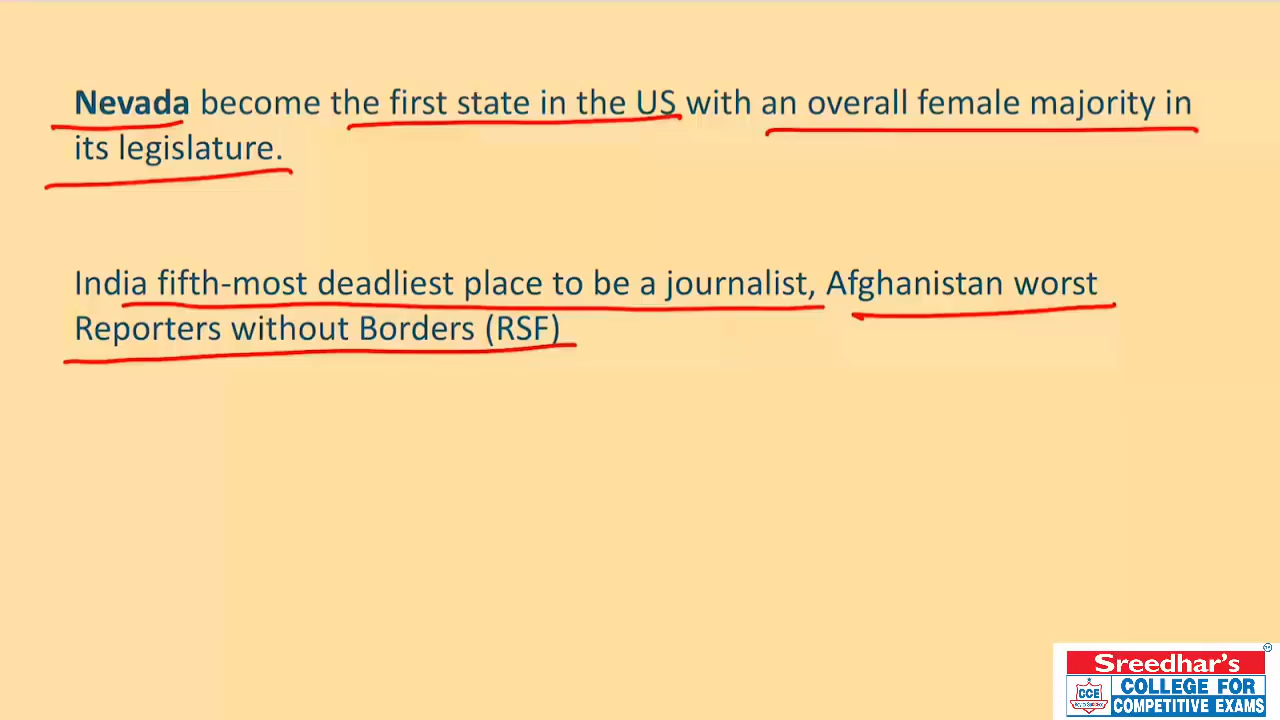 Nevada become the first state in the US with an overall female majority in
its legislature.
India fifth-most deadliest place to be a journalist, Afghanistan worst
Reporters without Borders (RSF)
Sreedhar's
CCE
COLLEGE FOR
COMPETITIVE EXAMS